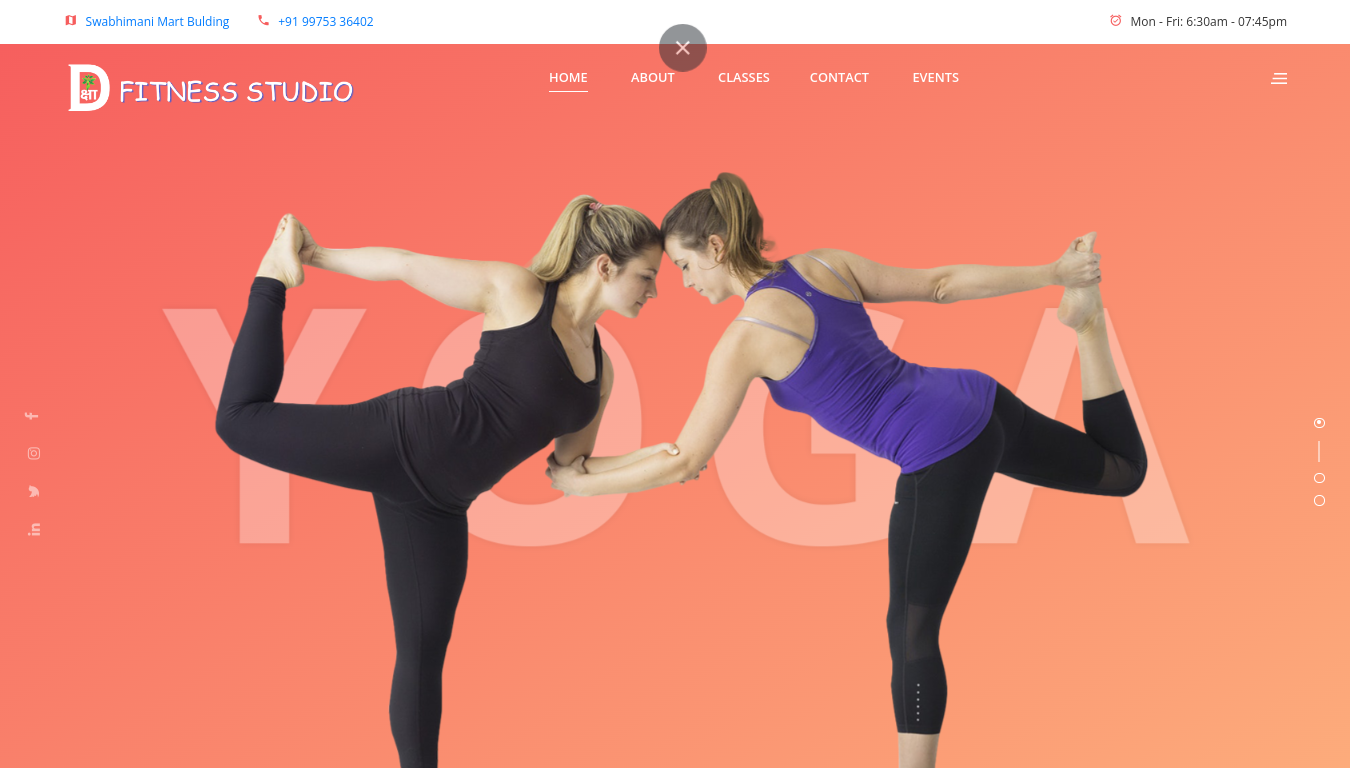 Swabhimani Mart Bulding
+91 99753 36402
Mon - Fri: 6:30am - 07:45pm
D क्षा FITNESS STUDIO
HOME
ABOUT
CLASSES
CONTACT
EVENTS
YOGA